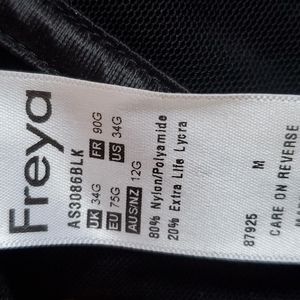 Freya
AS3086BLK
UK 34G FR 90G
EU 75G US 34G
AUS/NZ 12G
80% Nylon/Polyamide
20% Extra Life Lycra
87925 M
CARE ON REVERSE